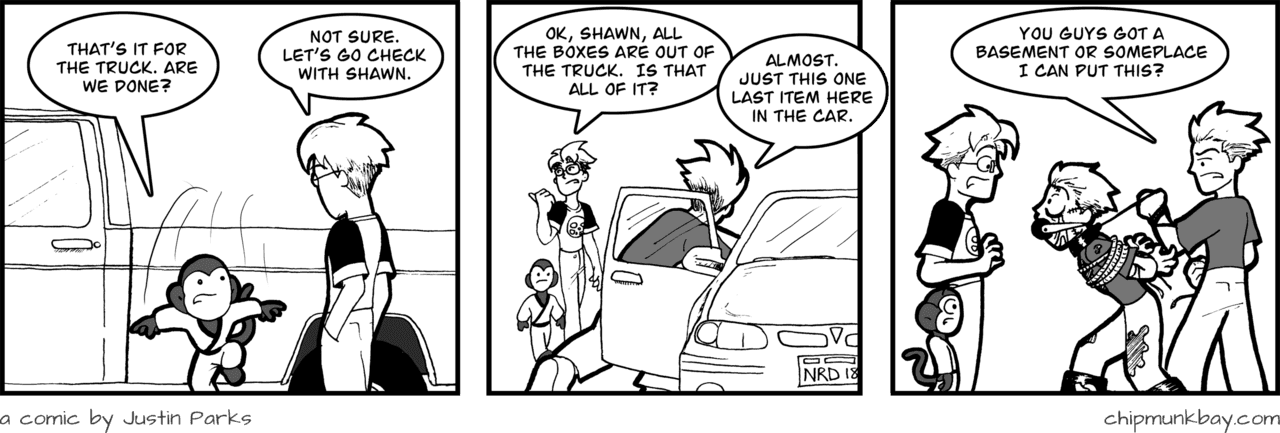 THAT'S IT FOR
THE TRUCK. ARE
WE DONE?
NOT SURE.
LET'S GO CHECK
WITH SHAWN.
OK, SHAWN, ALL
THE BOXES ARE OUT OF
THE TRUCK. IS THAT
ALL OF IT?
ALMOST.
JUST THIS ONE
LAST ITEM HERE
IN THE CAR.
NRD 18
YOU GUYS GOT A
BASEMENT OR SOMEPLACE
I CAN PUT THIS?
a comic by Justin Parks
chipmunkbay.com